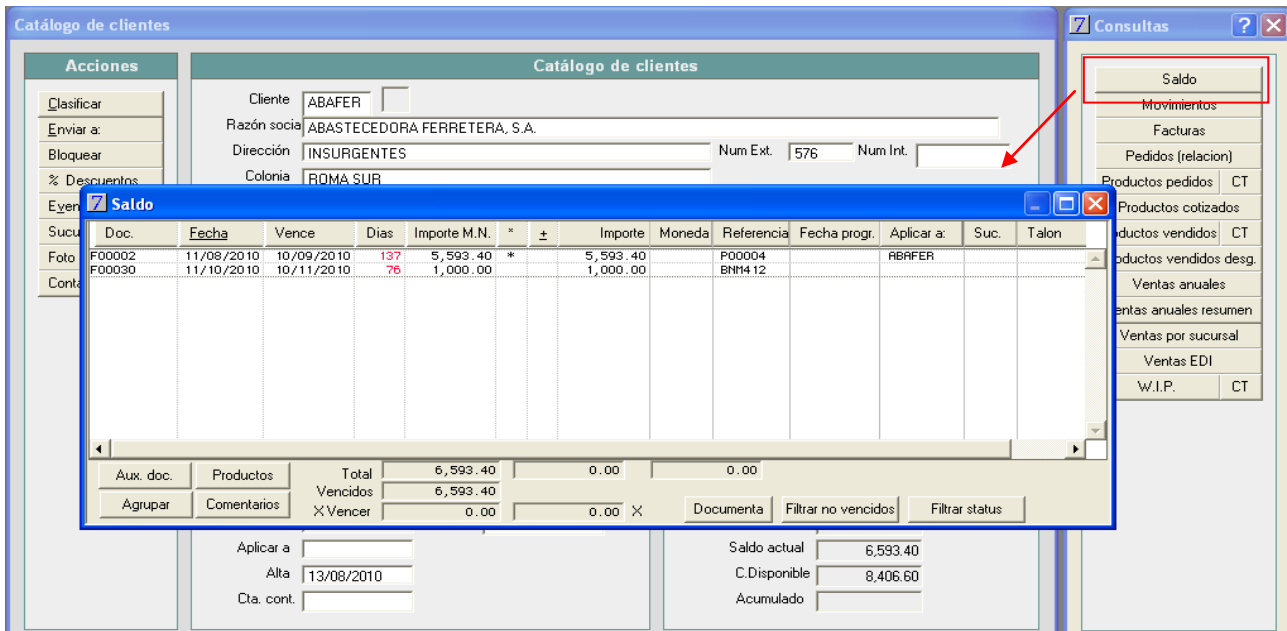 Catálogo de clientes
Consultas
Acciones
Catálogo de clientes
Clasificar
Enviar a:
Bloquear
% Descuentos
Even
Sucu
Foto
Conta
Cliente ABAFER
Razón socia ABASTECEDORA FERRETERA, S.A.
Dirección INSURGENTES Num Ext. 576 Num Int.
Colonia ROMA SUR
Saldo
Doc. Fecha Vence Dias Importe M.N. * + Importe Moneda Referencia Fecha progr. Aplicar a: Suc. Talon
F00002 11/08/2010 10/09/2010 137 5,593.40 * 5,593.40 P00004 ABAFER
F00030 11/10/2010 10/11/2010 76 1,000.00 1,000.00 BNM412
Aux. doc. Productos Total 6,593.40 0.00 0.00
Vencidos 6,593.40
Agrupar Comentarios X Vencer 0.00 0.00 X Documenta Filtrar no vencidos Filtrar status
Aplicar a
Alta 13/08/2010
Cta. cont.
Saldo actual 6,593.40
C.Disponible 8,406.60
Acumulado
Saldo
Movimientos
Facturas
Pedidos (relacion)
Productos pedidos CT
Productos cotizados
ductos vendidos CT
oductos vendidos desg.
Ventas anuales
entas anuales resumen
Ventas por sucursal
Ventas EDI
W.I.P. CT